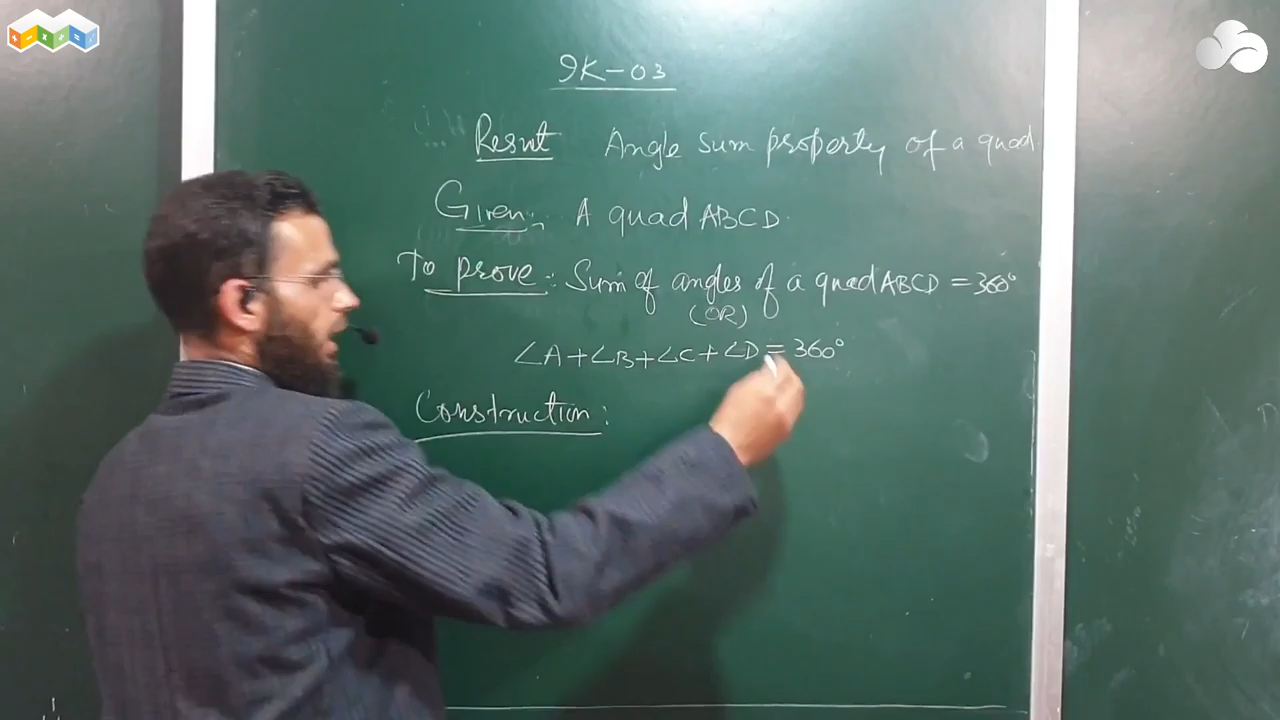 9K-03
Result Angle sum property of a quad
Given:- A quad ABCD.
To prove:- Sum of angles of a quad ABCD = 360°
(OR)
∠A+∠B+∠C+∠D = 360°
Construction: